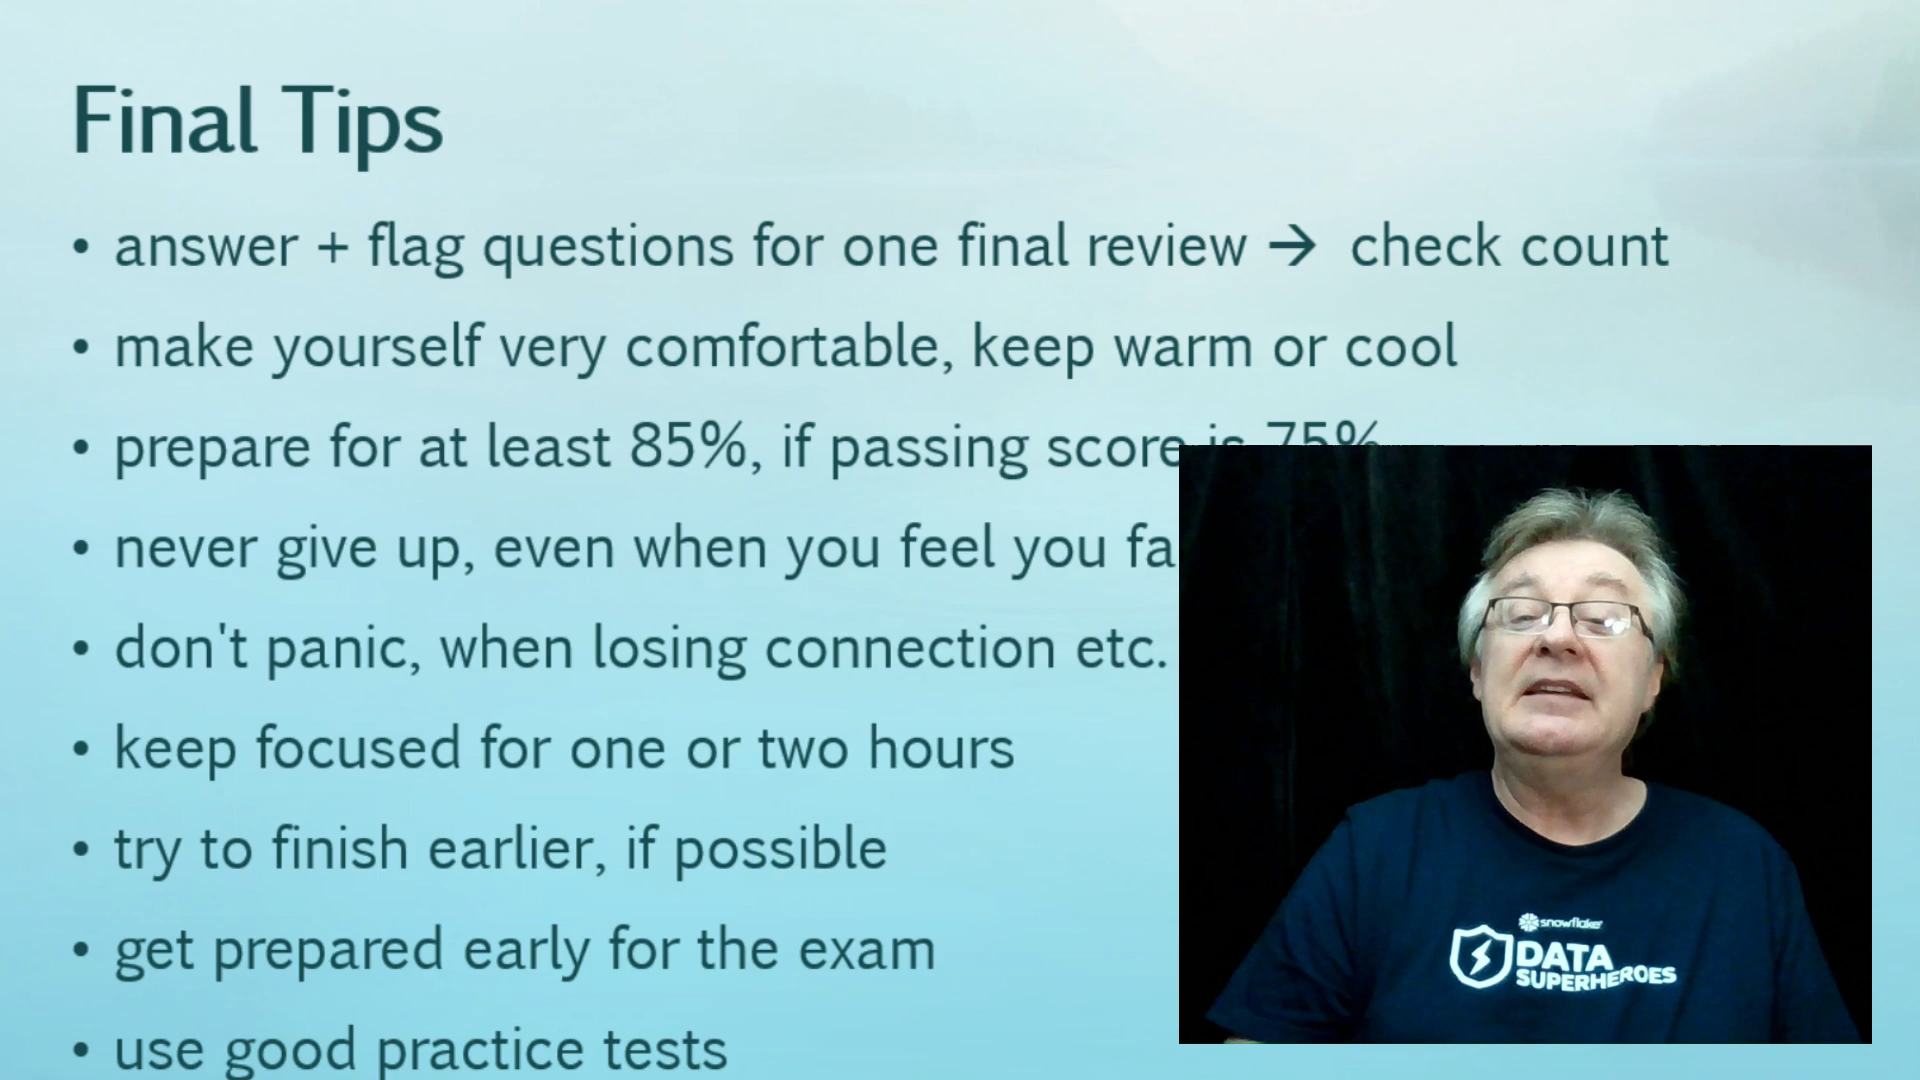 Final Tips
• answer + flag questions for one final review → check count
• make yourself very comfortable, keep warm or cool
• prepare for at least 85%, if passing score is 75%
• never give up, even when you feel you
• don't panic, when losing connection etc.
• keep focused for one or two hours
• try to finish earlier, if possible
• get prepared early for the exam
• use good practice tests
snowflake
DATA
SUPERHEROES